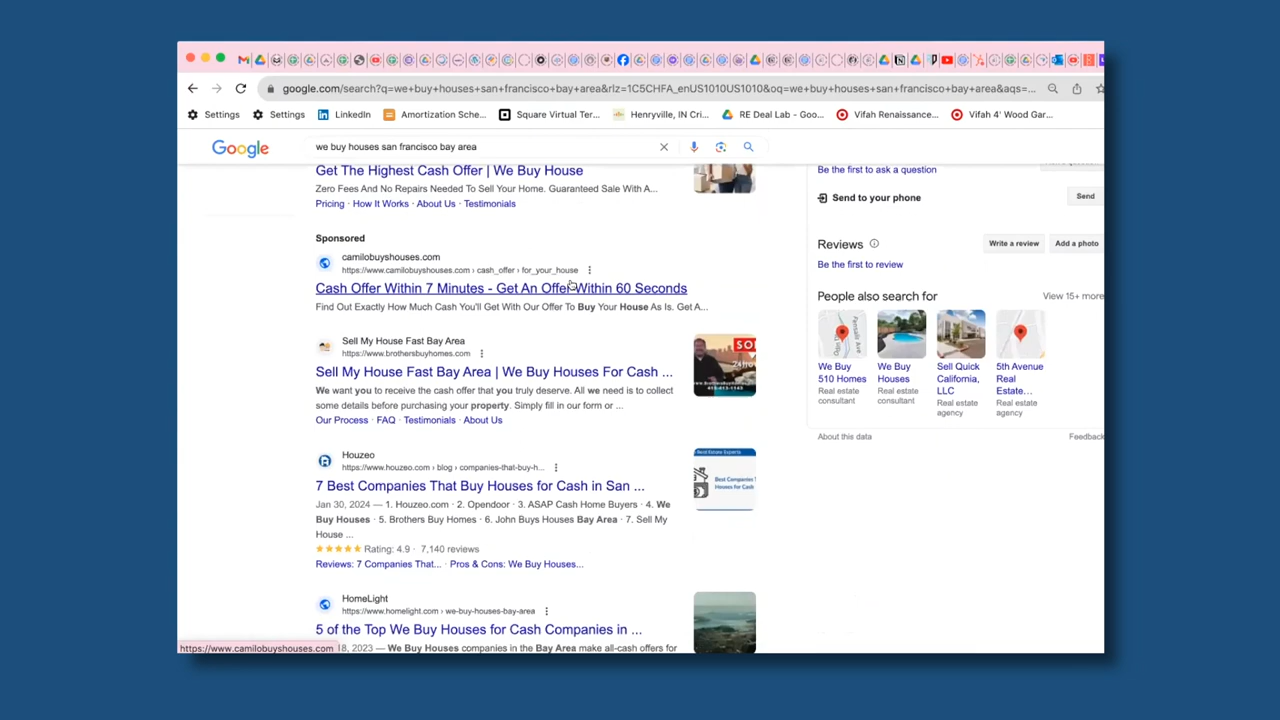 google.com/search?q=we+buy+houses+san+francisco+bay+area&rlz=1C5CHFA_enUS1010US1010&oq=we+buy+houses+san+francisco+bay+area&aqs=...
Settings
Settings
LinkedIn
Amortization Sche...
Square Virtual Ter...
Henryville, IN Cri...
RE Deal Lab - Goo...
Vifah Renaissance...
Vifah 4' Wood Gar...
Google
we buy houses san francisco bay area
Get The Highest Cash Offer | We Buy House
Zero Fees And No Repairs Needed To Sell Your Home. Guaranteed Sale With A...
Pricing · How It Works · About Us · Testimonials
Sponsored
camilobuyshouses.com
https://www.camilobuyshouses.com › cash_offer › for_your_house
Cash Offer Within 7 Minutes - Get An Offer Within 60 Seconds
Find Out Exactly How Much Cash You'll Get With Our Offer To Buy Your House As Is. Get A...
Sell My House Fast Bay Area
https://www.brothersbuyhomes.com
Sell My House Fast Bay Area | We Buy Houses For Cash ...
We want you to receive the cash offer that you truly deserve. All we need is to collect
some details before purchasing your property. Simply fill in our form or ...
Our Process · FAQ · Testimonials · About Us
SO
Houzeo
https://www.houzeo.com › blog › companies-that-buy-h...
7 Best Companies That Buy Houses for Cash in San ...
Jan 30, 2024 — 1. Houzeo.com · 2. Opendoor · 3. ASAP Cash Home Buyers · 4. We
Buy Houses · 5. Brothers Buy Homes · 6. John Buys Houses Bay Area · 7. Sell My
House ...
Rating: 4.9 · 7,140 reviews
Reviews: 7 Companies That... · Pros & Cons: We Buy Houses...
Real Estate Experts
Best Companies
Houses for Cash
HomeLight
https://www.homelight.com › we-buy-houses-bay-area
5 of the Top We Buy Houses for Cash Companies in ...
18, 2023 — We Buy Houses companies in the Bay Area make all-cash offers for
https://www.camilobuyshouses.com
Be the first to ask a question
Send to your phone
Send
Reviews
Write a review
Add a photo
Be the first to review
People also search for
View 15+ more
We Buy
510 Homes
Real estate
consultant
We Buy
Houses
Real estate
consultant
Sell Quick
California,
LLC
Real estate
agency
5th Avenue
Real
Estate...
Real estate
agency
About this data
Feedback